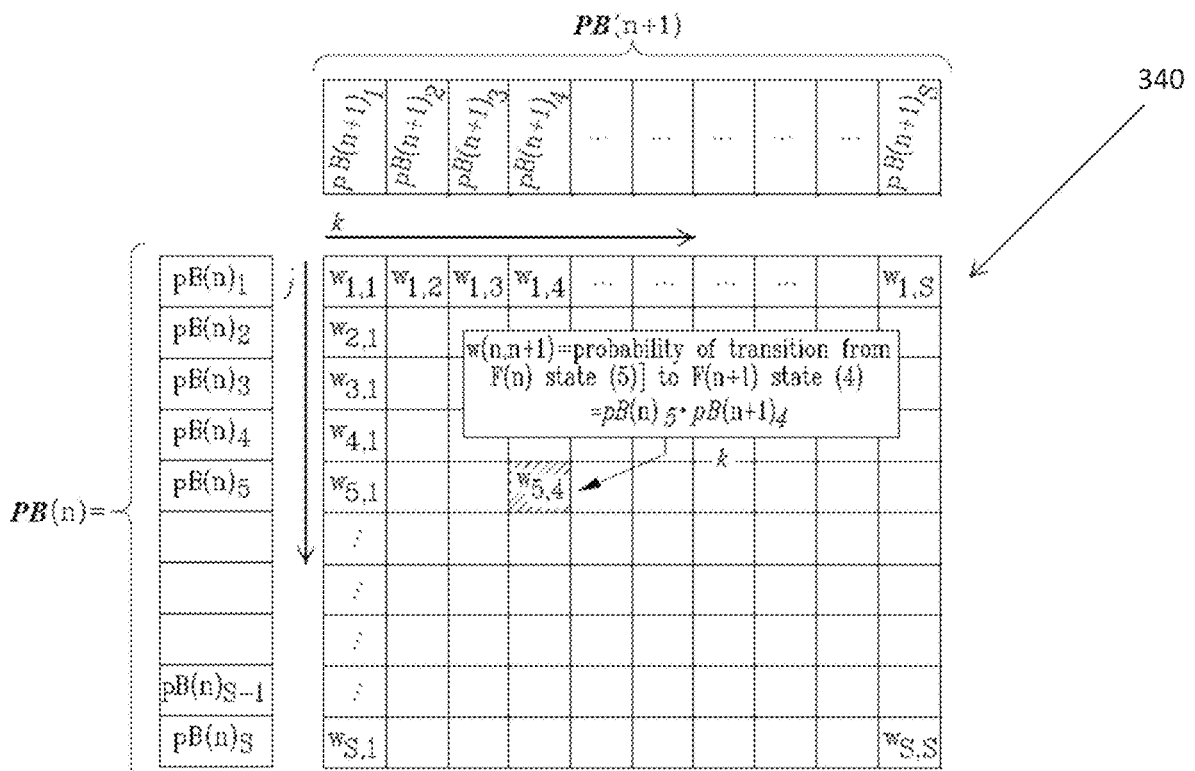 PB(n+1)
340
pB(n+1)1 pB(n+1)2 pB(n+1)3 pB(n+1)4 ... ... ... ... ... pB(n+1)S
k
j
PB(n)=
pB(n)1 w1,1 w1,2 w1,3 w1,4 ... ... ... ... w1,S
pB(n)2 w2,1
pB(n)3 w3,1
pB(n)4 w4,1
w(n,n+1)=probability of transition from
F(n) state (5)] to F(n+1) state (4)
=pB(n)5·pB(n+1)4
k
pB(n)5 w5,1 w5,4
⋮
⋮
⋮
pB(n)S-1 ⋮
pB(n)S wS,1 wS,S